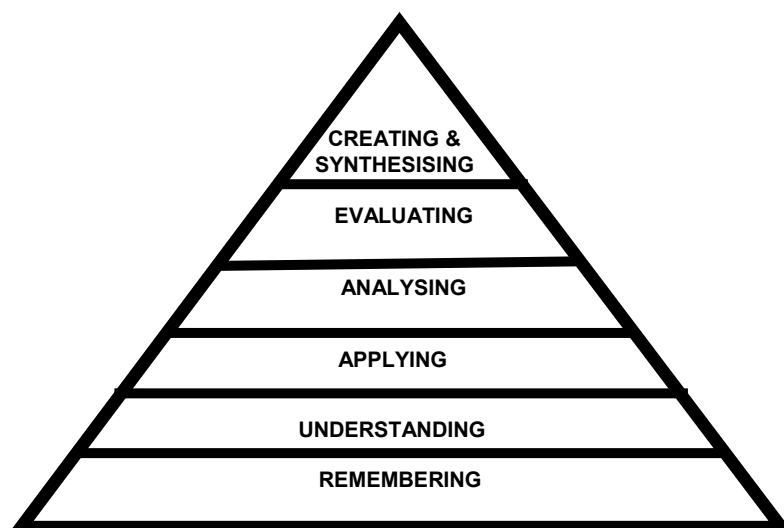 CREATING &
SYNTHESISING
EVALUATING
ANALYSING
APPLYING
UNDERSTANDING
REMEMBERING